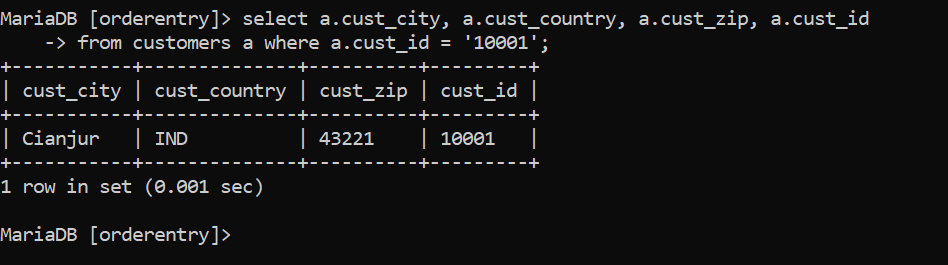 MariaDB [orderentry]> select a.cust_city, a.cust_country, a.cust_zip, a.cust_id
    -> from customers a where a.cust_id = '10001';
+-----------+--------------+----------+---------+
| cust_city | cust_country | cust_zip | cust_id |
+-----------+--------------+----------+---------+
| Cianjur   | IND          | 43221    | 10001   |
+-----------+--------------+----------+---------+
1 row in set (0.001 sec)
MariaDB [orderentry]>